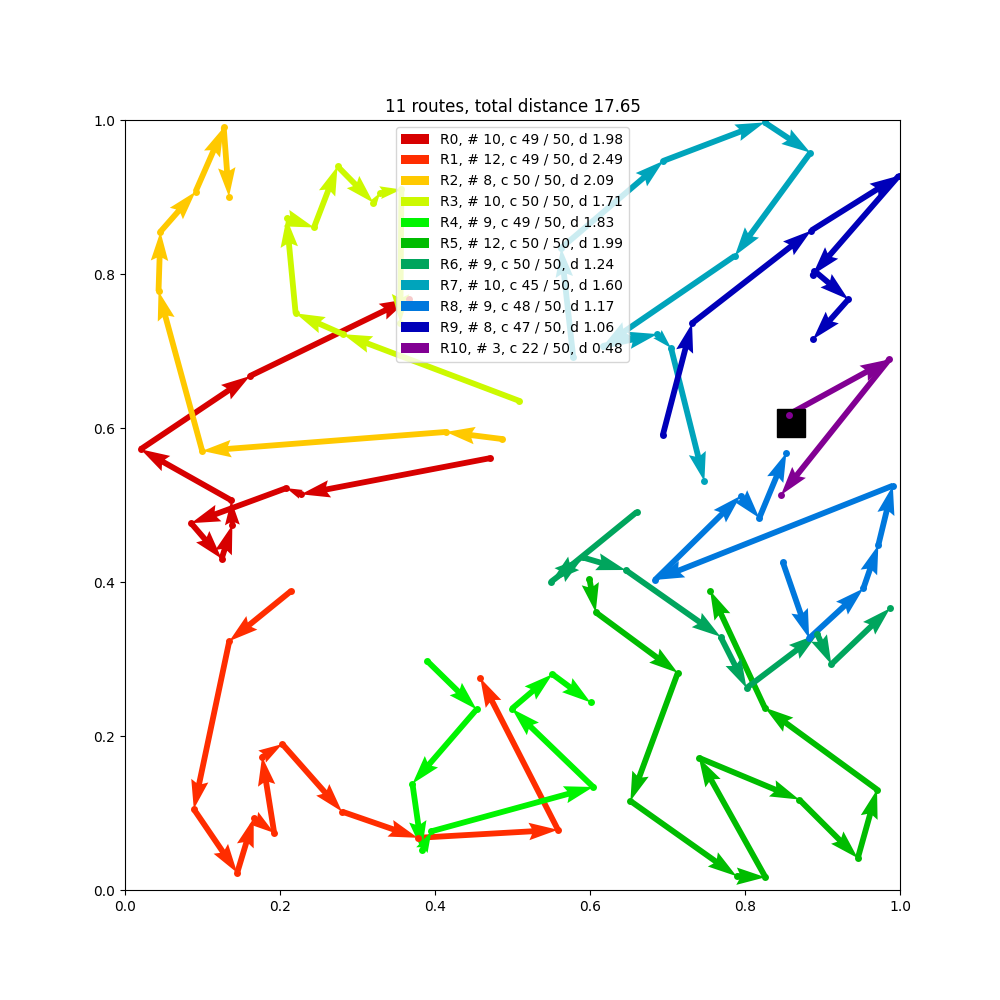 11 routes, total distance 17.65
R0, # 10, c 49 / 50, d 1.98
R1, # 12, c 49 / 50, d 2.49
R2, # 8, c 50 / 50, d 2.09
R3, # 10, c 50 / 50, d 1.71
R4, # 9, c 49 / 50, d 1.83
R5, # 12, c 50 / 50, d 1.99
R6, # 9, c 50 / 50, d 1.24
R7, # 10, c 45 / 50, d 1.60
R8, # 9, c 48 / 50, d 1.17
R9, # 8, c 47 / 50, d 1.06
R10, # 3, c 22 / 50, d 0.48
1.0
0.8
0.6
0.4
0.2
0.0
0.0 0.2 0.4 0.6 0.8 1.0